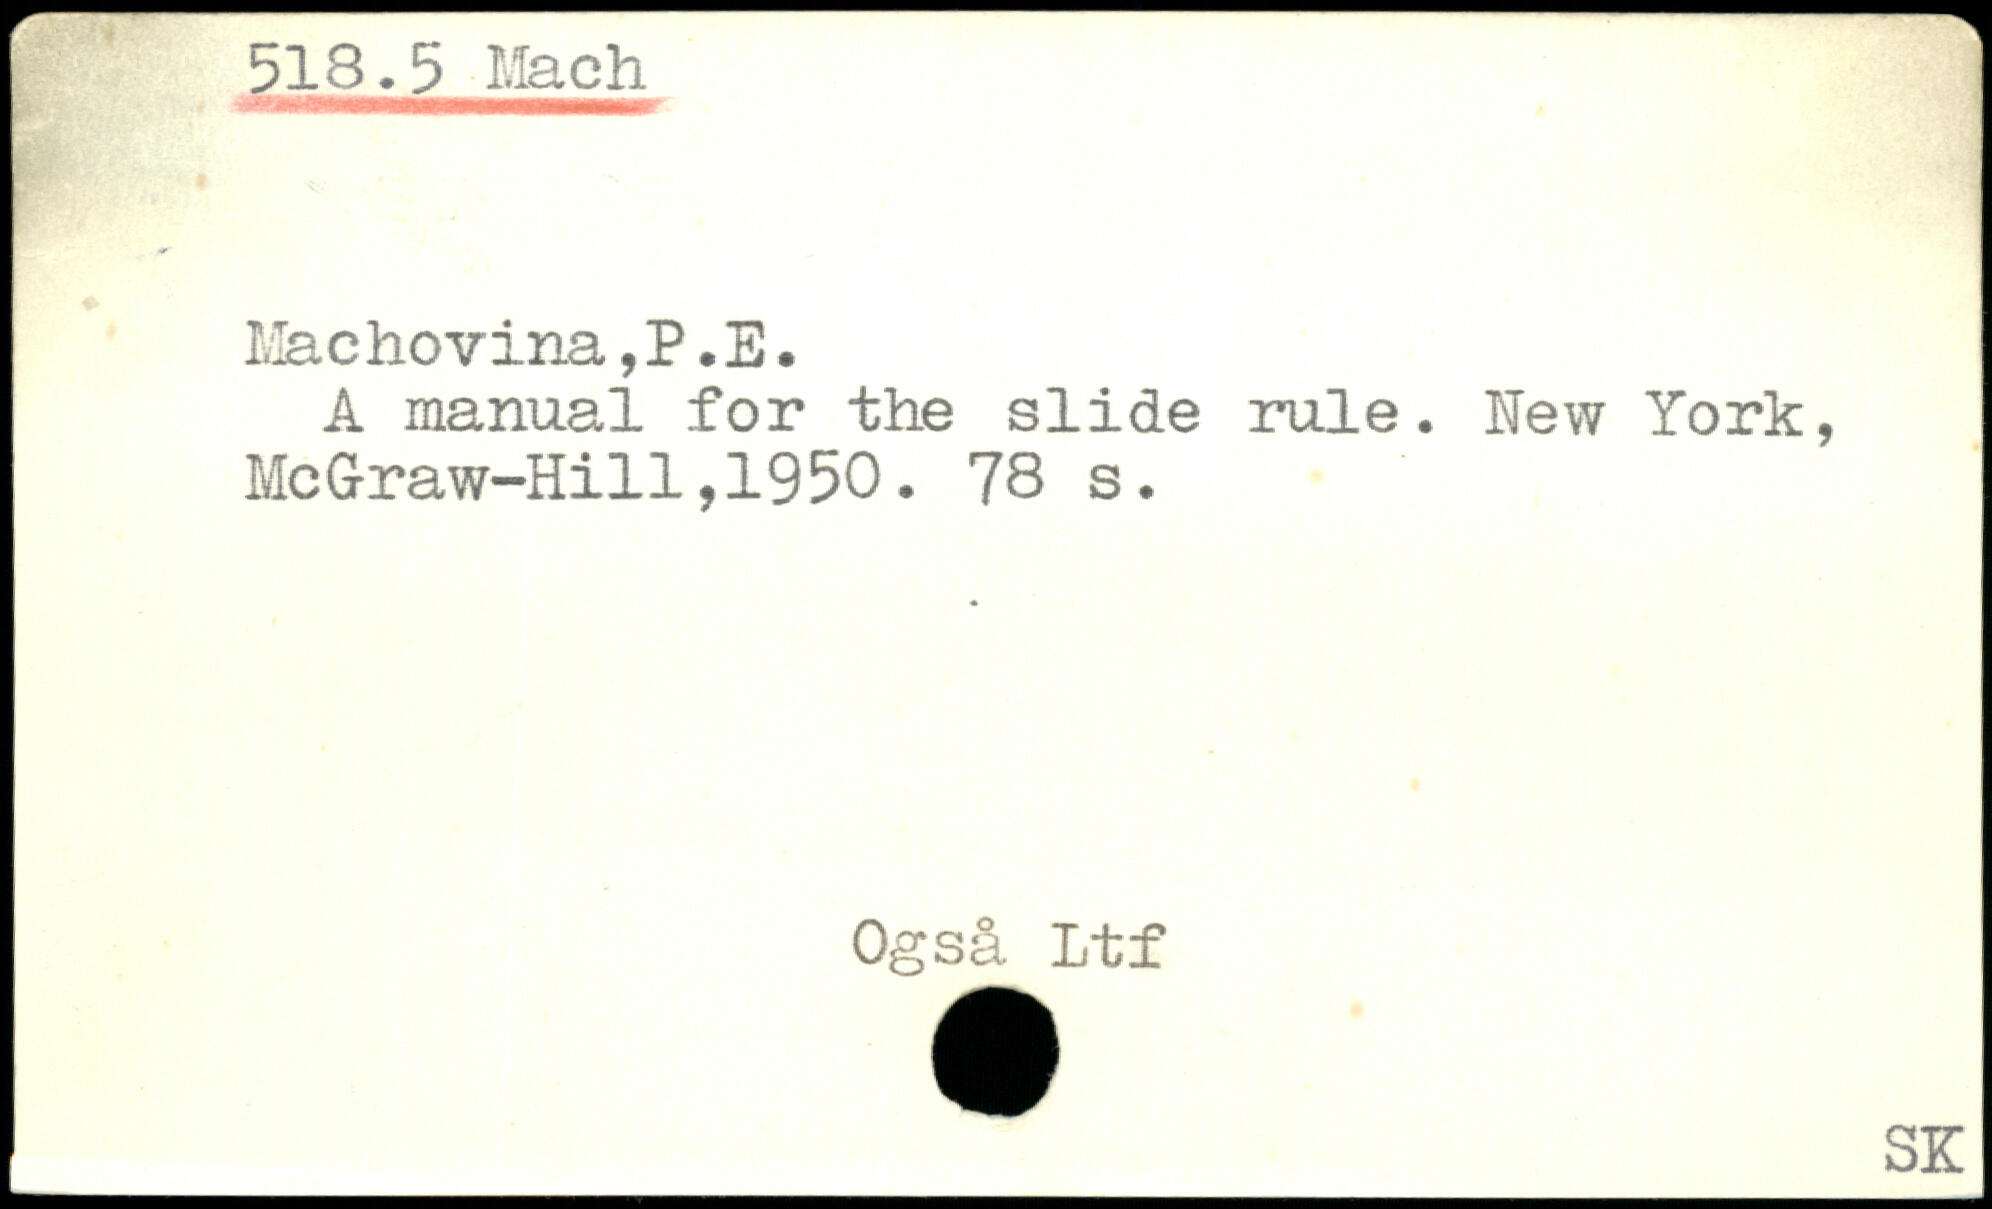 518.5 Mach
Machovina,P.E.
A manual for the slide rule. New York,
McGraw-Hill,1950. 78 s.
Også Ltf
SK